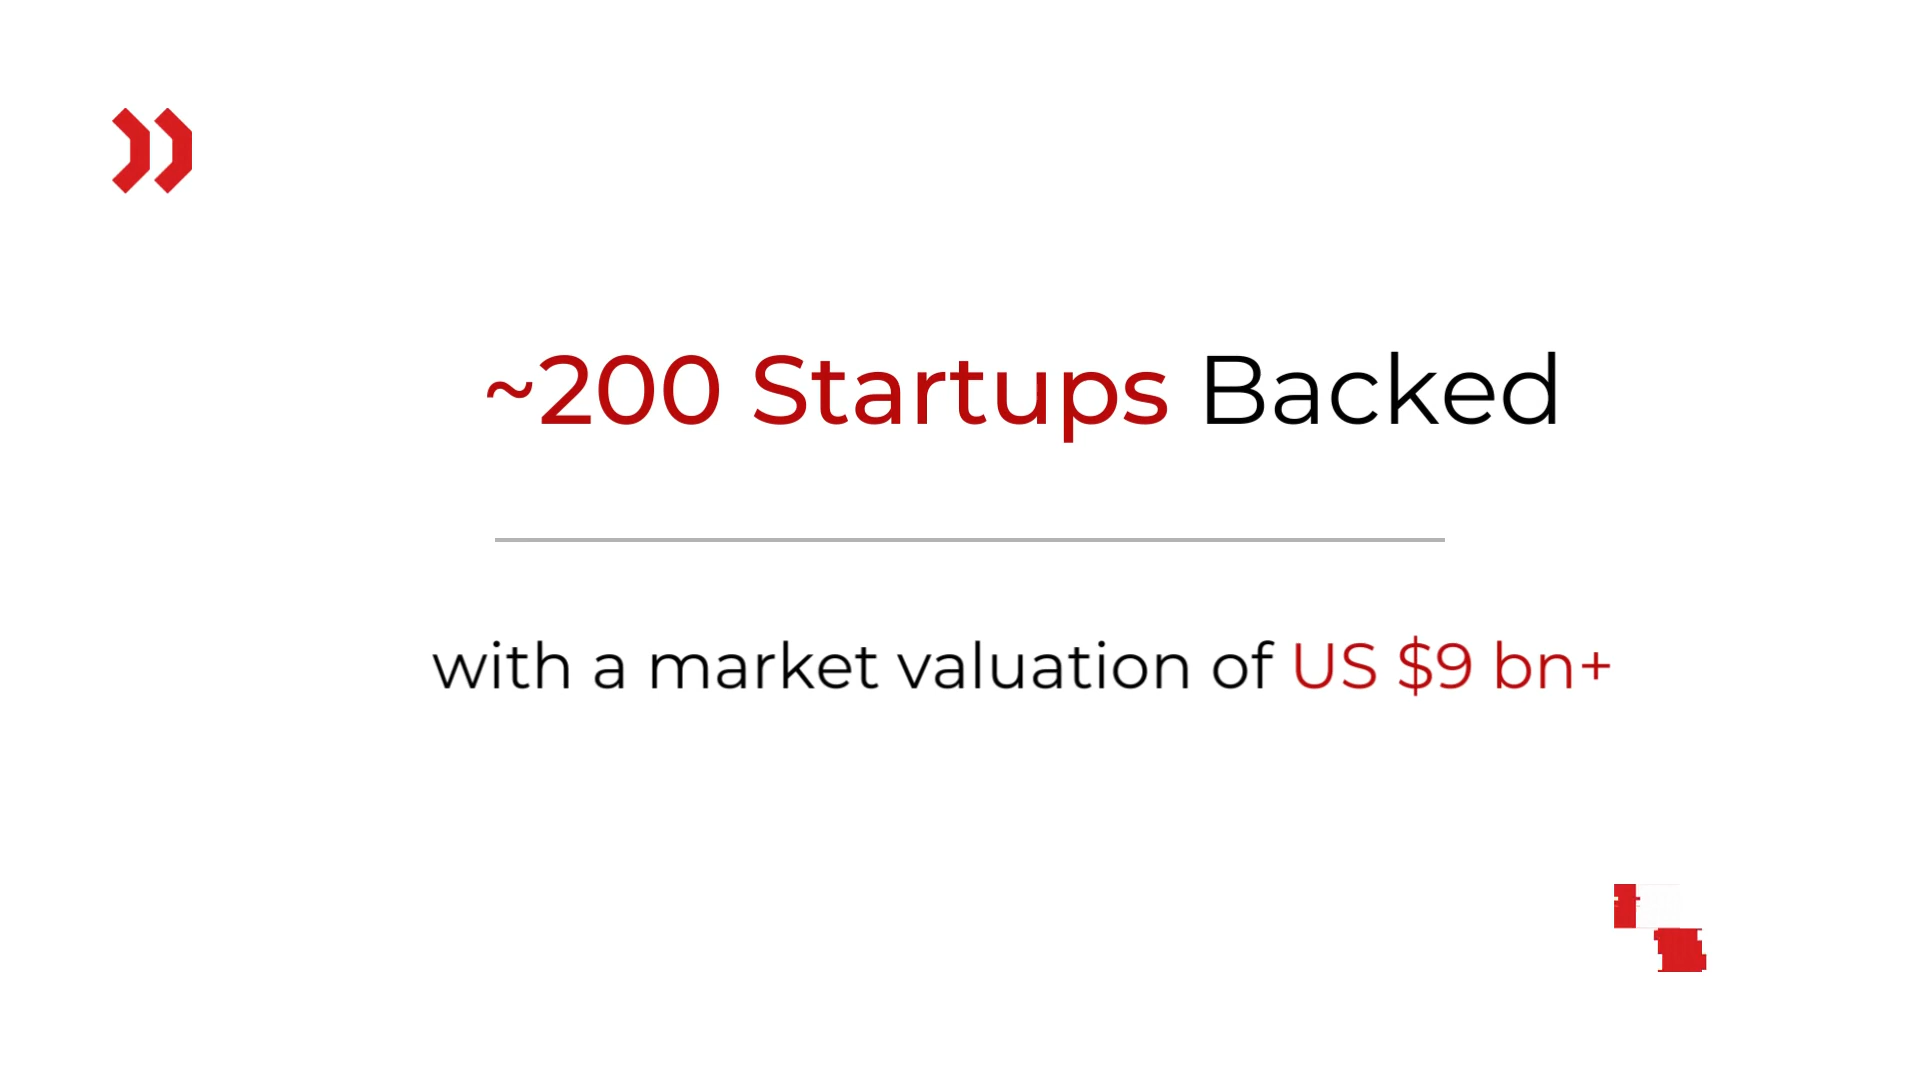 ~200 Startups Backed
with a market valuation of US $9 bn+